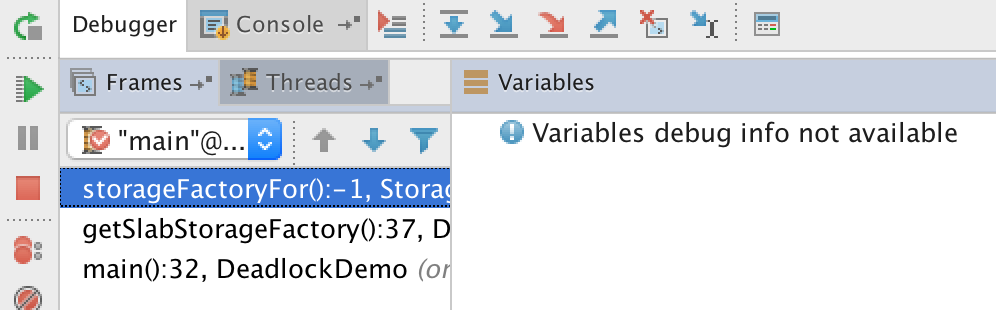 Debugger Console
Frames Threads Variables
"main"@...
Variables debug info not available
storageFactoryFor():-1, Storag
getSlabStorageFactory():37, D
main():32, DeadlockDemo (or